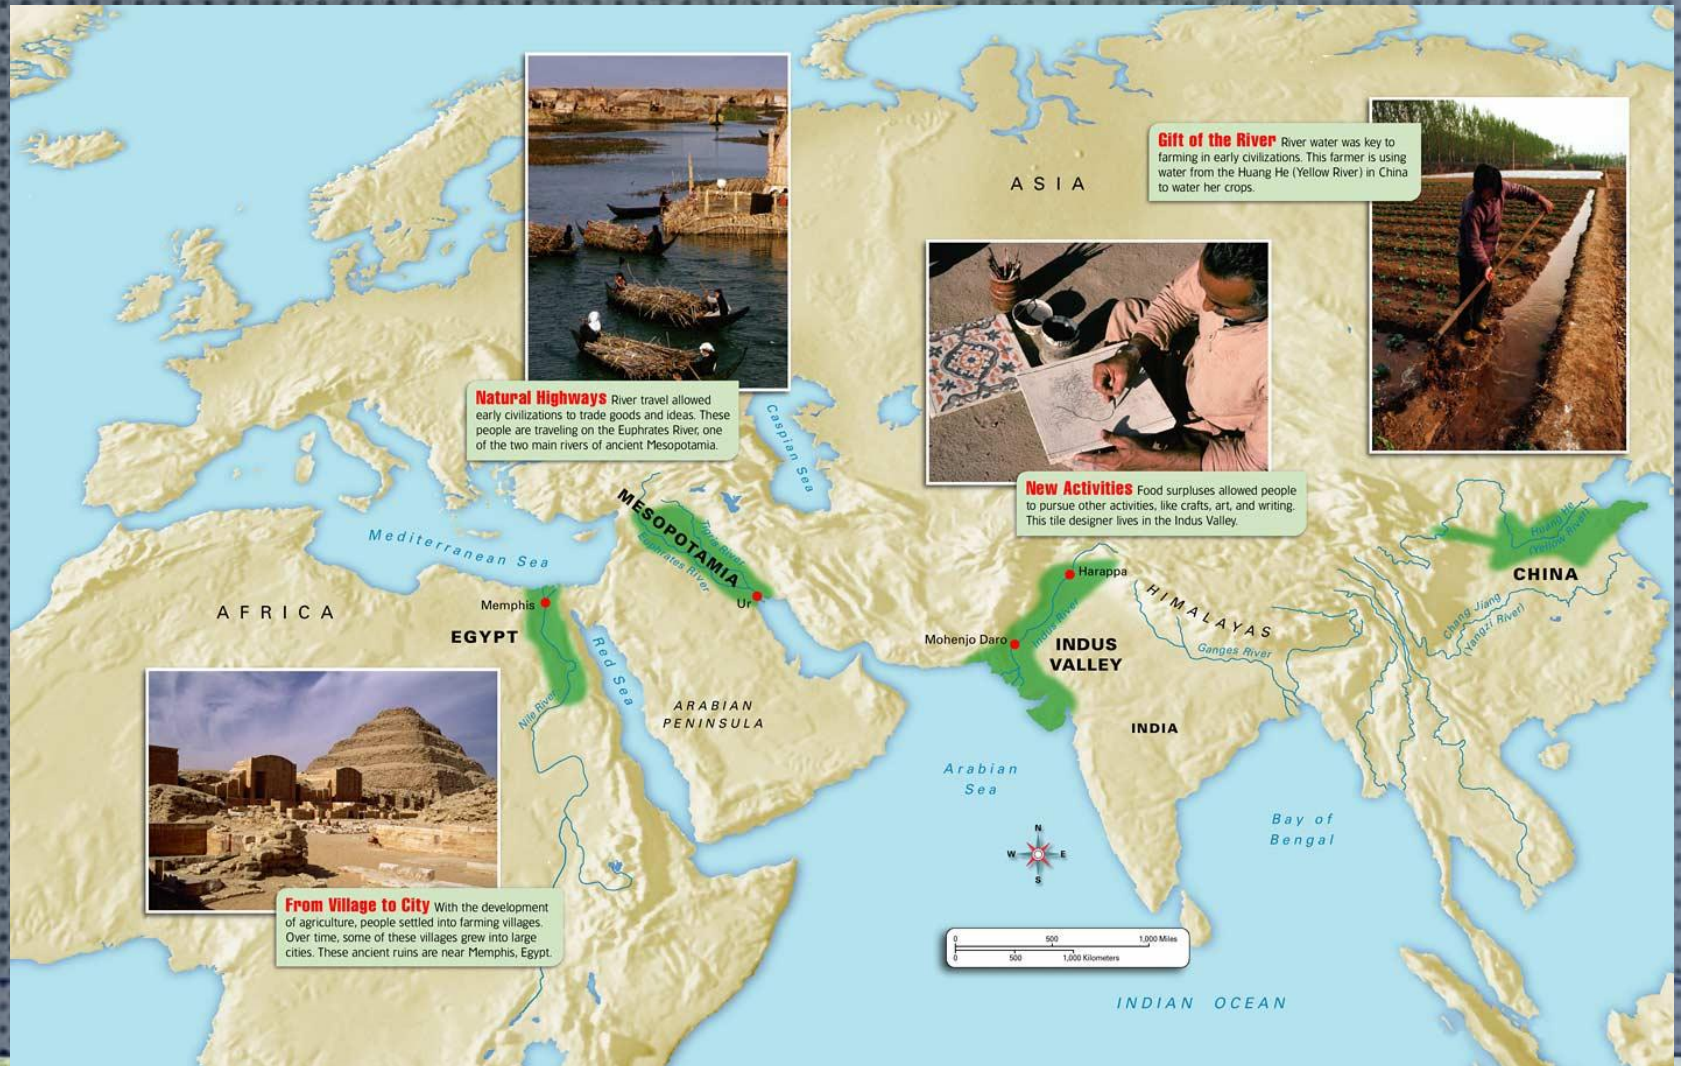 Natural Highways River travel allowed
early civilizations to trade goods and ideas. These
people are traveling on the Euphrates River, one
of the two main rivers of ancient Mesopotamia.
Gift of the River River water was key to
farming in early civilizations. This farmer is using
water from the Huang He (Yellow River) in China
to water her crops.
ASIA
New Activities Food surpluses allowed people
to pursue other activities, like crafts, art, and writing.
This tile designer lives in the Indus Valley.
Caspian Sea
Mediterranean Sea
MESOPOTAMIA
Tigris River
Euphrates River
Ur
AFRICA
Memphis
EGYPT
Nile River
Red Sea
ARABIAN
PENINSULA
Harappa
Mohenjo Daro
Indus River
INDUS
VALLEY
HIMALAYAS
Ganges River
INDIA
Huang He
(Yellow River)
CHINA
Chang Jiang
(Yangzi River)
Arabian
Sea
Bay of
Bengal
N
W E
S
From Village to City With the development
of agriculture, people settled into farming villages.
Over time, some of these villages grew into large
cities. These ancient ruins are near Memphis, Egypt.
0 500 1,000 Miles
0 500 1,000 Kilometers
INDIAN OCEAN